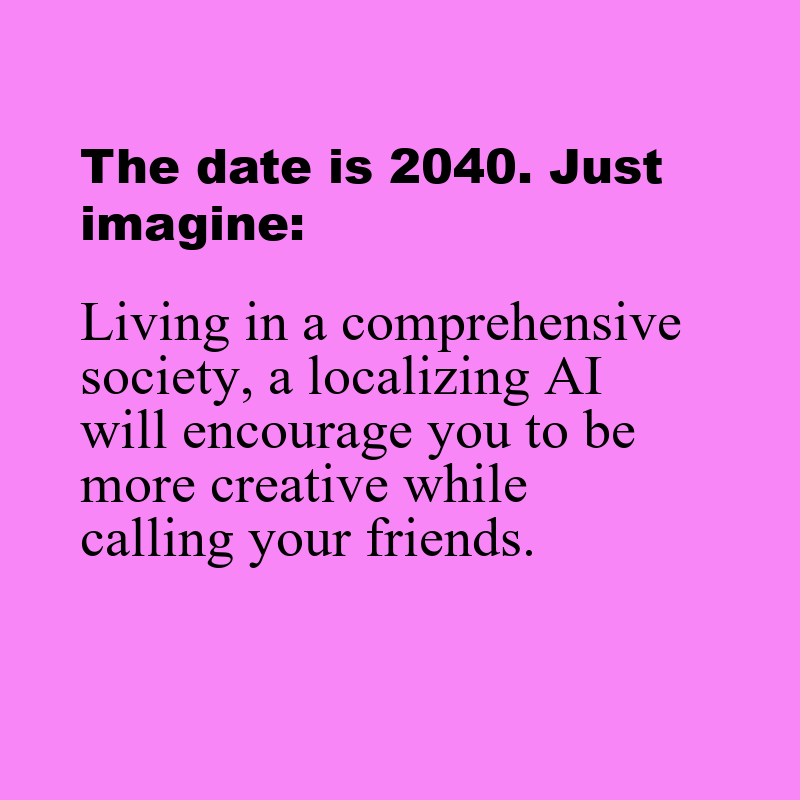 The date is 2040. Just
imagine:
Living in a comprehensive
society, a localizing AI
will encourage you to be
more creative while
calling your friends.